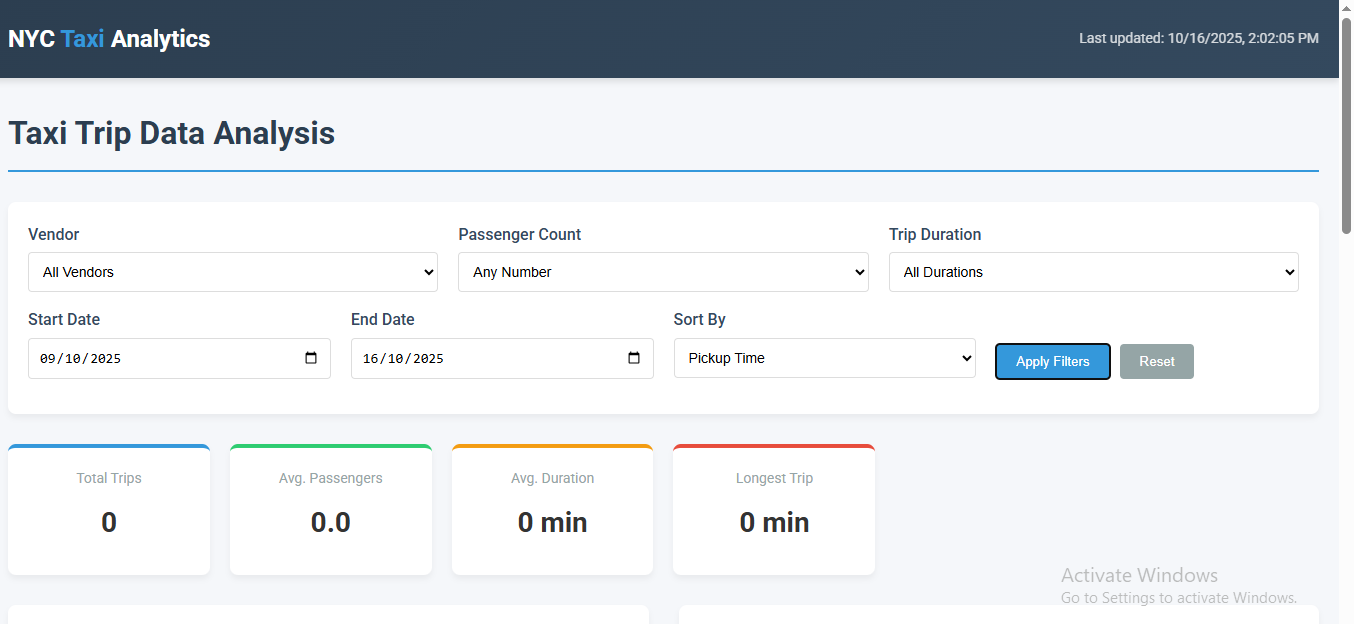 NYC Taxi Analytics
Last updated: 10/16/2025, 2:02:05 PM
Taxi Trip Data Analysis
Vendor
Passenger Count
Trip Duration
All Vendors
Any Number
All Durations
Start Date
End Date
Sort By
09/10/2025
16/10/2025
Pickup Time
Apply Filters
Reset
Total Trips
Avg. Passengers
Avg. Duration
Longest Trip
0
0.0
0 min
0 min
Activate Windows
Go to Settings to activate Windows.